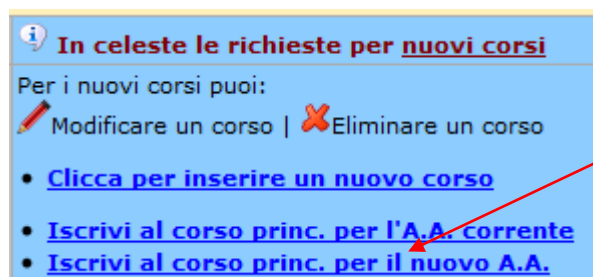 In celeste le richieste per nuovi corsi
Per i nuovi corsi puoi:
Modificare un corso | Eliminare un corso
• Clicca per inserire un nuovo corso
• Iscrivi al corso princ. per l'A.A. corrente
• Iscrivi al corso princ. per il nuovo A.A.